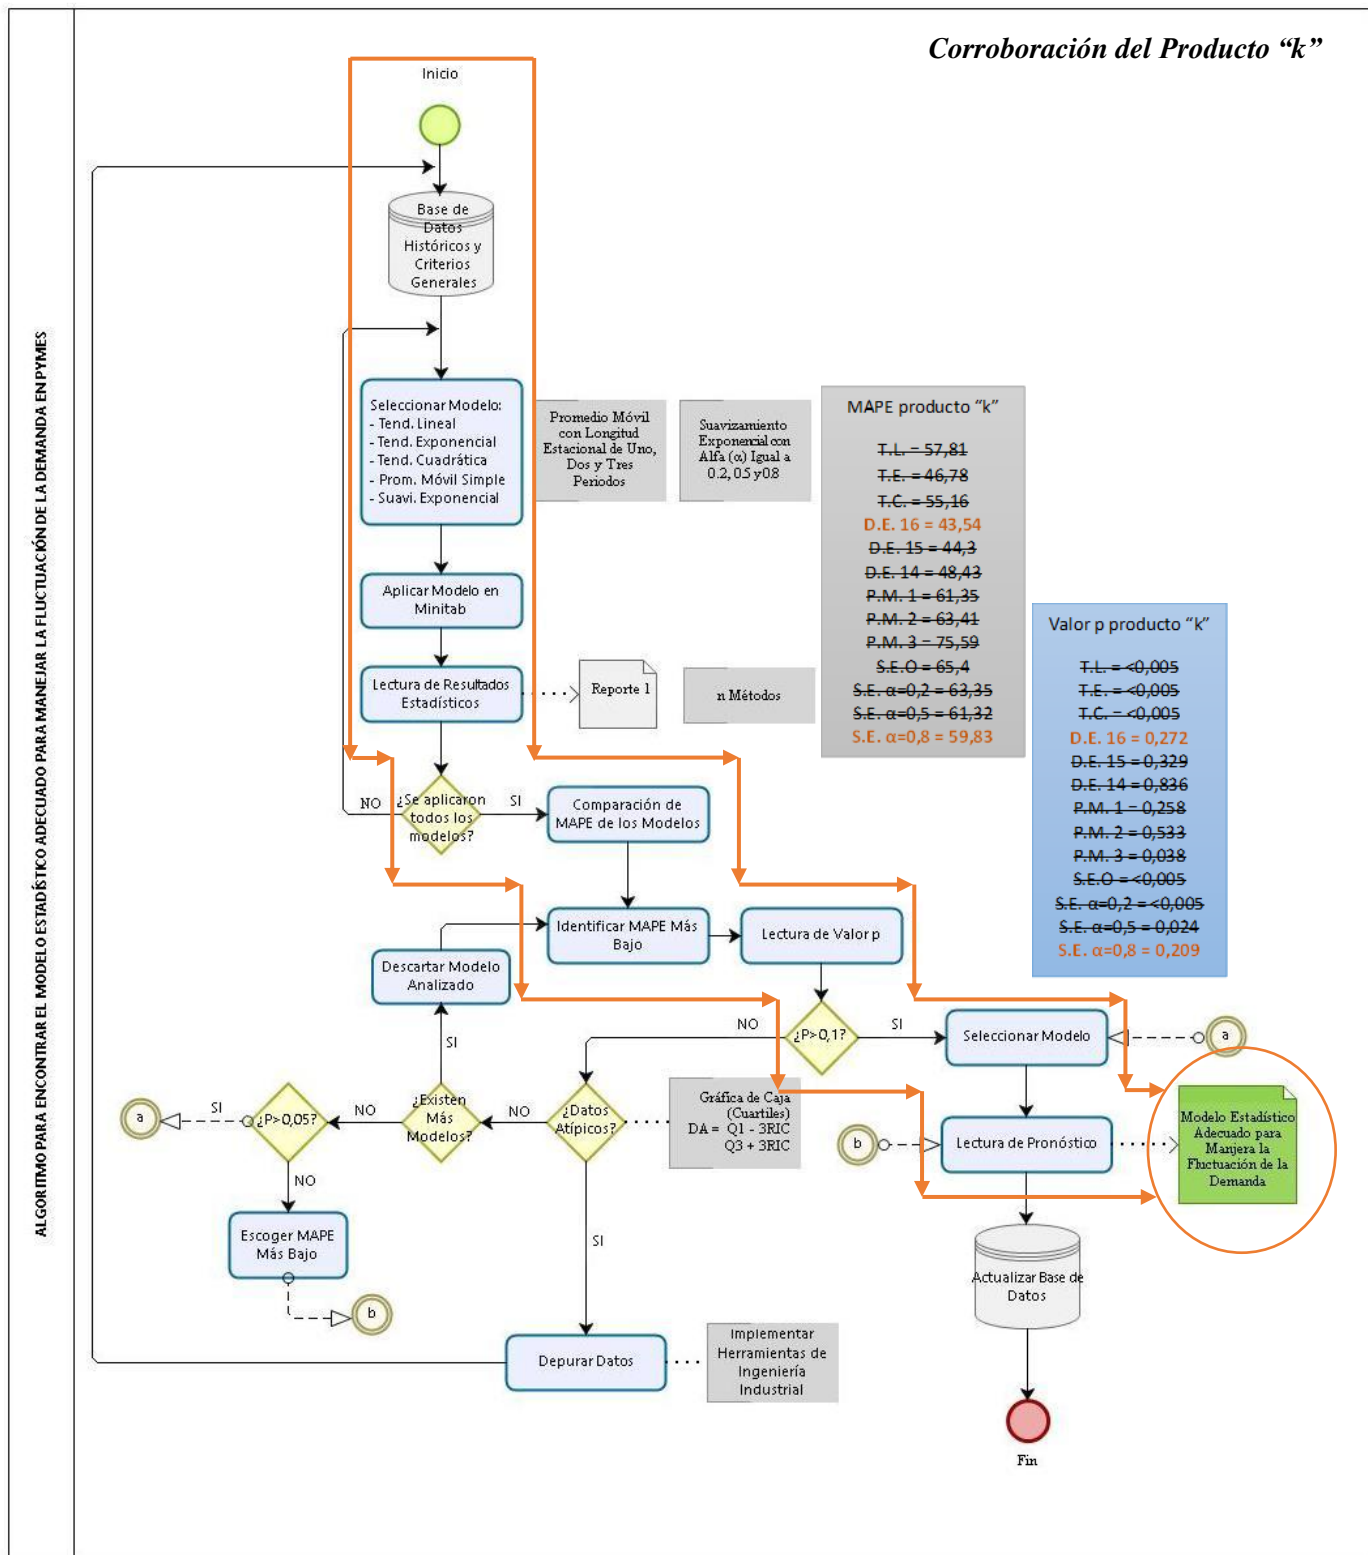 Corroboración del Producto “k”
ALGORITMO PARA ENCONTRAR EL MODELO ESTADÍSTICO ADECUADO PARA MANEJAR LA FLUCTUACIÓN DE LA DEMANDA EN PYMES
Inicio
Base de
Datos
Históricos y
Criterios
Generales
Seleccionar Modelo:
- Tend. Lineal
- Tend. Exponencial
- Tend. Cuadrática
- Prom. Móvil Simple
- Suavi. Exponencial
Promedio Móvil
con Longitud
Estacional de Uno,
Dos y Tres
Periodos
Suavizamiento
Exponencial con
Alfa (α) Igual a
0.2, 0.5 y 0.8
MAPE producto “k”
T.L. = 57,81
T.E. = 46,78
T.C. = 55,16
D.E. 16 = 43,54
D.E. 15 = 44,3
D.E. 14 = 48,43
P.M. 1 = 61,35
P.M. 2 = 63,41
P.M. 3 = 75,59
S.E.O = 65,4
S.E. α=0,2 = 63,35
S.E. α=0,5 = 61,32
S.E. α=0,8 = 59,83
Valor p producto “k”
T.L. = <0,005
T.E. = <0,005
T.C. = <0,005
D.E. 16 = 0,272
D.E. 15 = 0,329
D.E. 14 = 0,836
P.M. 1 = 0,258
P.M. 2 = 0,533
P.M. 3 = 0,038
S.E.O = <0,005
S.E. α=0,2 = <0,005
S.E. α=0,5 = 0,024
S.E. α=0,8 = 0,209
Aplicar Modelo en
Minitab
Lectura de Resultados
Estadísticos
Reporte 1
n Métodos
¿Se aplicaron
todos los
modelos?
NO
SI
Comparación de
MAPE de los Modelos
Identificar MAPE Más
Bajo
Lectura de Valor p
Descartar Modelo
Analizado
¿P>0,1?
NO
SI
Seleccionar Modelo
a
SI
a
SI
¿P>0,05?
NO
¿Existen
Más
Modelos?
NO
¿Datos
Atípicos?
Gráfica de Caja
(Cuartiles)
DA = Q1 - 3RIC
Q3 + 3RIC
b
Lectura de Pronóstico
Modelo Estadístico
Adecuado para
Manjera la
Fluctuación de la
Demanda
NO
Escoger MAPE
Más Bajo
b
SI
Actualizar Base de
Datos
Depurar Datos
Implementar
Herramientas de
Ingeniería
Industrial
Fin